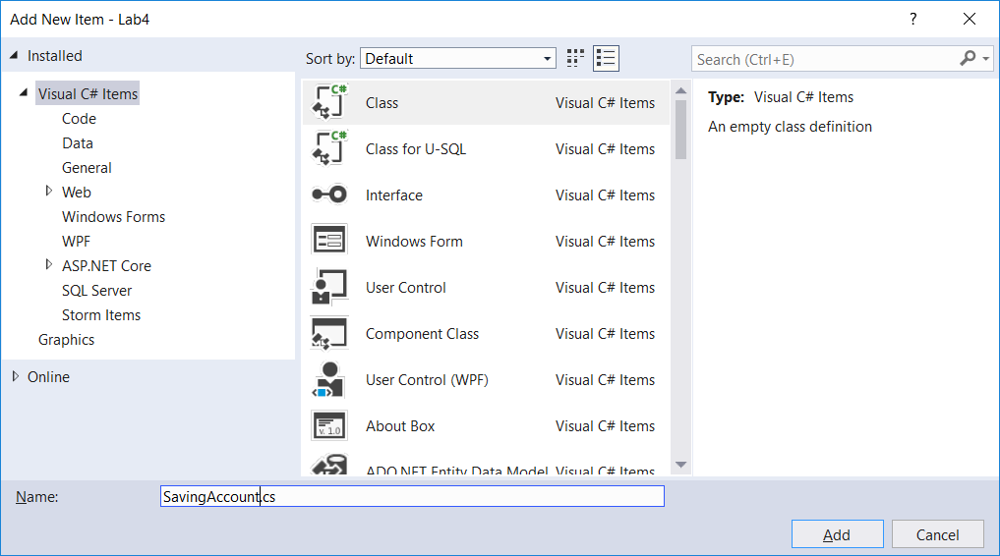 Add New Item - Lab4
?
Installed
Visual C# Items
Code
Data
General
Web
Windows Forms
WPF
ASP.NET Core
SQL Server
Storm Items
Graphics
Online
Sort by: Default
Search (Ctrl+E)
C# Class Visual C# Items
C# Class for U-SQL Visual C# Items
Interface Visual C# Items
Windows Form Visual C# Items
User Control Visual C# Items
Component Class Visual C# Items
User Control (WPF) Visual C# Items
v. 1.0 About Box Visual C# Items
ADO.NET Entity Data Model Visual C# Items
Type: Visual C# Items
An empty class definition
Name: SavingAccount.cs
Add Cancel